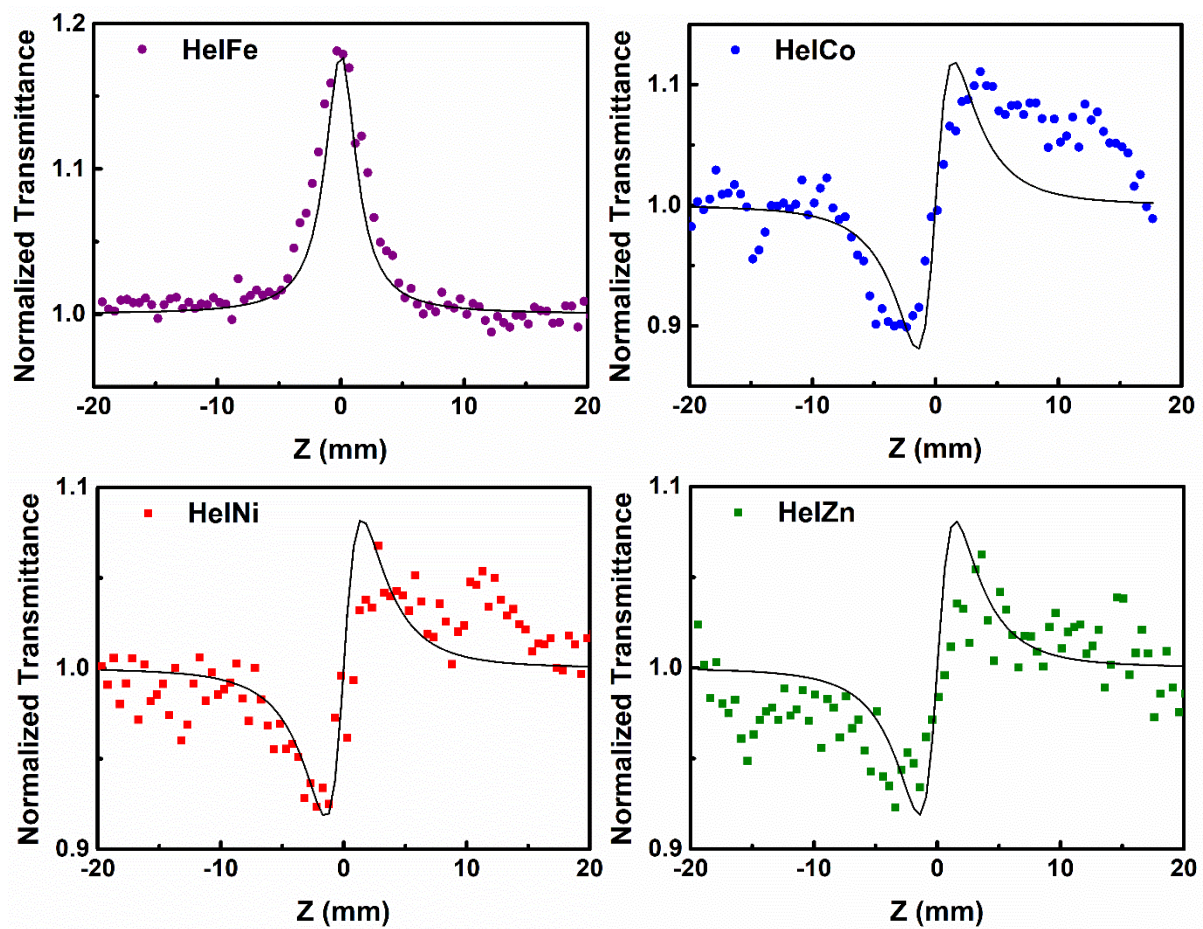 HelFe
Normalized Transmittance
1.2
1.1
1.0
-20 -10 0 10 20
Z (mm)
HelCo
Normalized Transmittance
1.1
1.0
0.9
-20 -10 0 10 20
Z (mm)
HelNi
Normalized Transmittance
1.1
1.0
0.9
-20 -10 0 10 20
Z (mm)
HelZn
Normalized Transmittance
1.1
1.0
0.9
-20 -10 0 10 20
Z (mm)